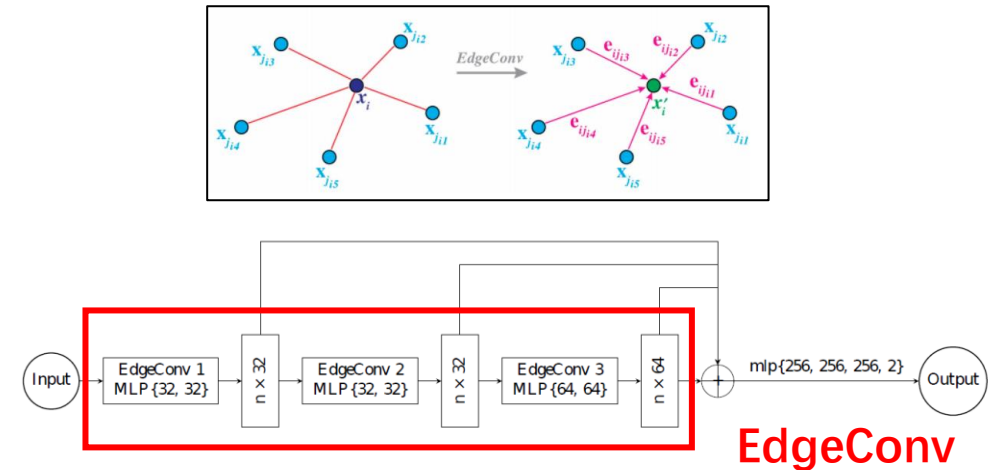 x_{j_{i3}}
x_{j_{i2}}
x_i
x_{j_{i4}}
x_{j_{i1}}
x_{j_{i5}}
EdgeConv
x_{j_{i3}}
e_{ij_{i3}}
e_{ij_{i2}}
x_{j_{i2}}
e_{ij_{i1}}
x'_i
x_{j_{i4}}
e_{ij_{i4}}
e_{ij_{i5}}
x_{j_{i1}}
x_{j_{i5}}
Input
EdgeConv 1
MLP{32, 32}
n × 32
EdgeConv 2
MLP{32, 32}
n × 32
EdgeConv 3
MLP{64, 64}
n × 64
+
mlp{256, 256, 256, 2}
Output
EdgeConv